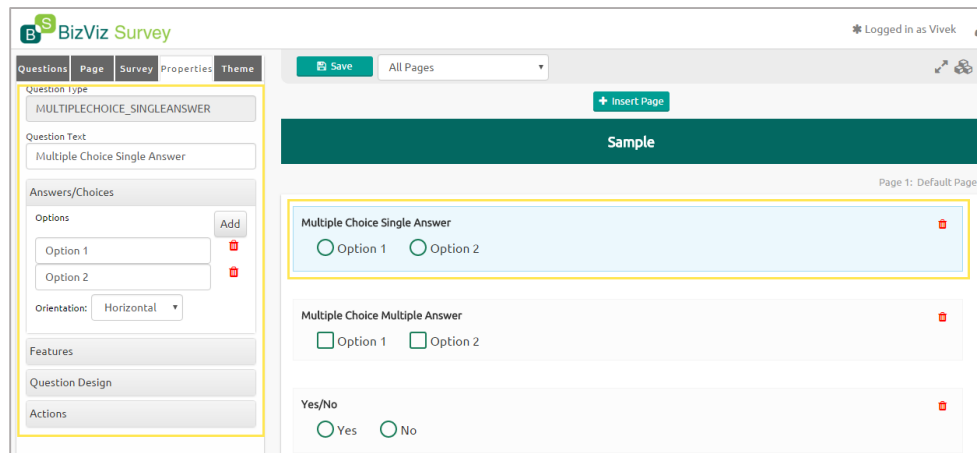 BS BizViz Survey
Logged in as Vivek
Questions Page Survey Properties Theme
Save All Pages
Question Type
MULTIPLECHOICE_SINGLEANSWER
Insert Page
Question Text
Multiple Choice Single Answer
Sample
Answers/Choices
Page 1: Default Page
Options
Add
Option 1
Option 2
Orientation: Horizontal
Features
Question Design
Actions
Multiple Choice Single Answer
Option 1 Option 2
Multiple Choice Multiple Answer
Option 1 Option 2
Yes/No
Yes No